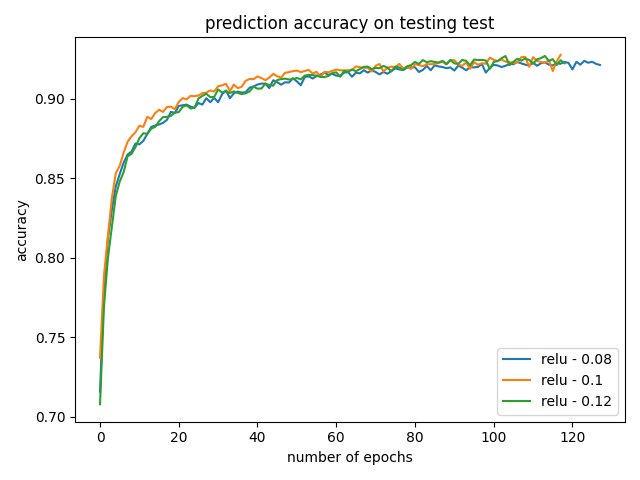 prediction accuracy on testing test
accuracy
0.90
0.85
0.80
0.75
0.70
relu - 0.08
relu - 0.1
relu - 0.12
0 20 40 60 80 100 120
number of epochs